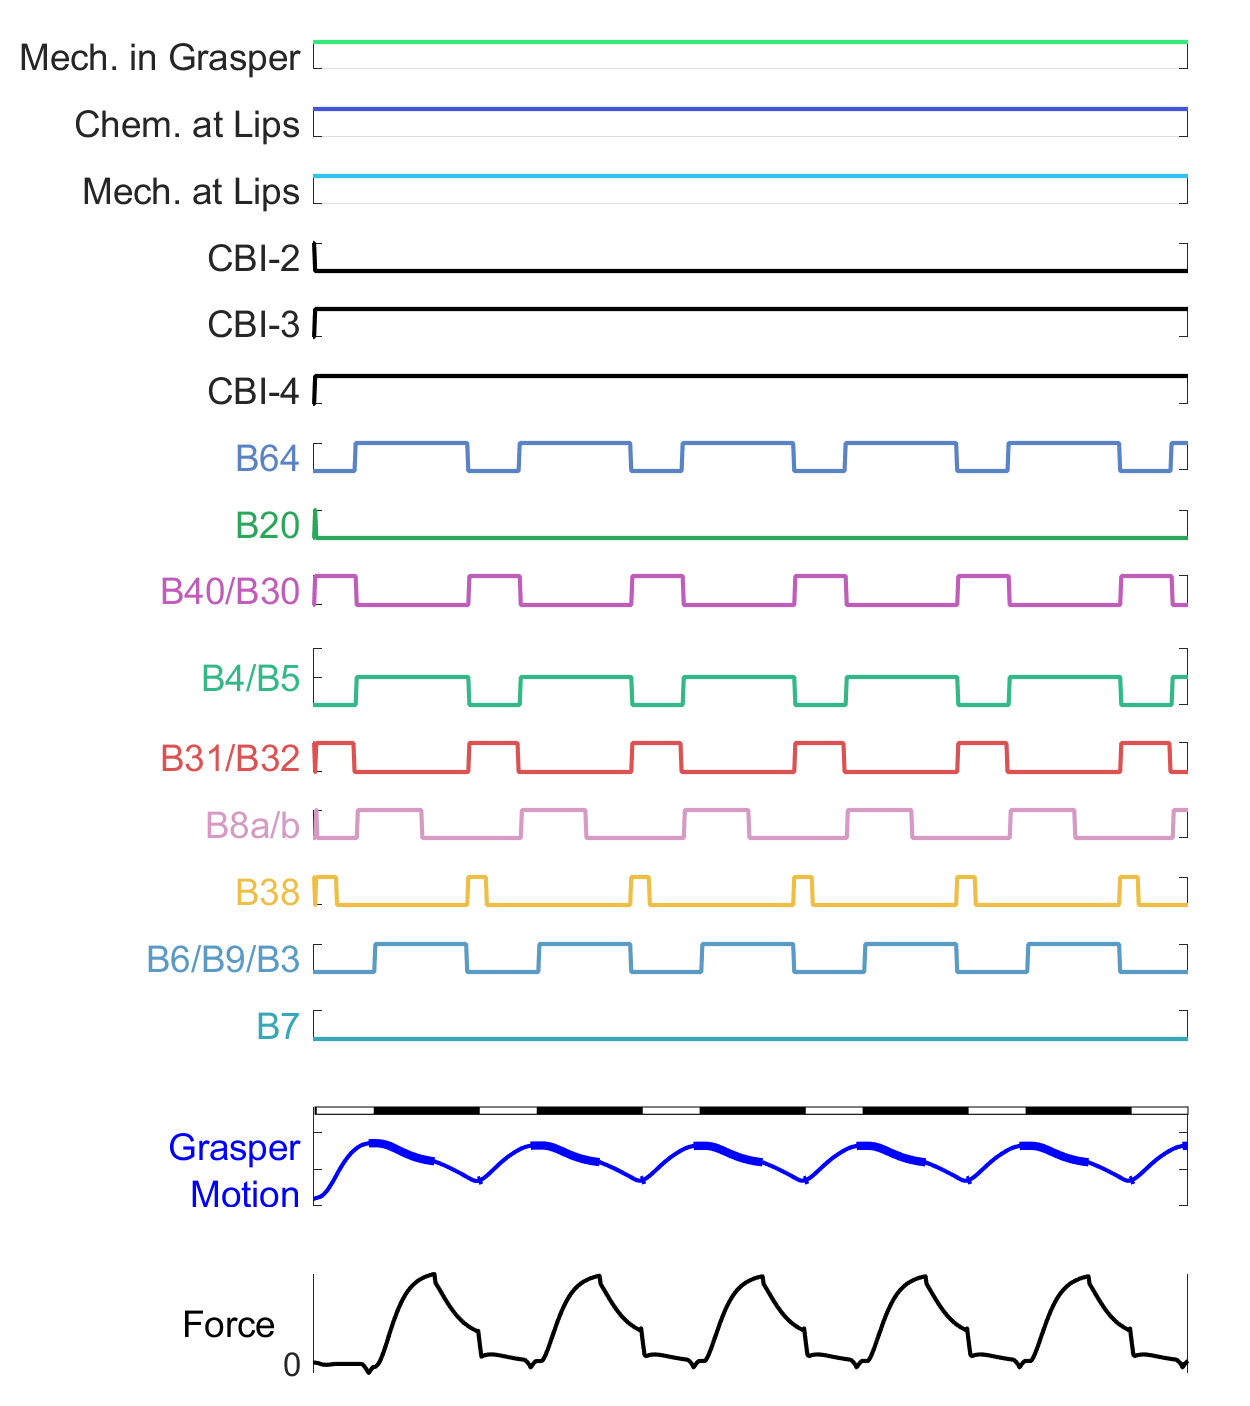 Mech. in Grasper
Chem. at Lips
Mech. at Lips
CBI-2
CBI-3
CBI-4
B64
B20
B40/B30
B4/B5
B31/B32
B8a/b
B38
B6/B9/B3
B7
Grasper
Motion
Force
0